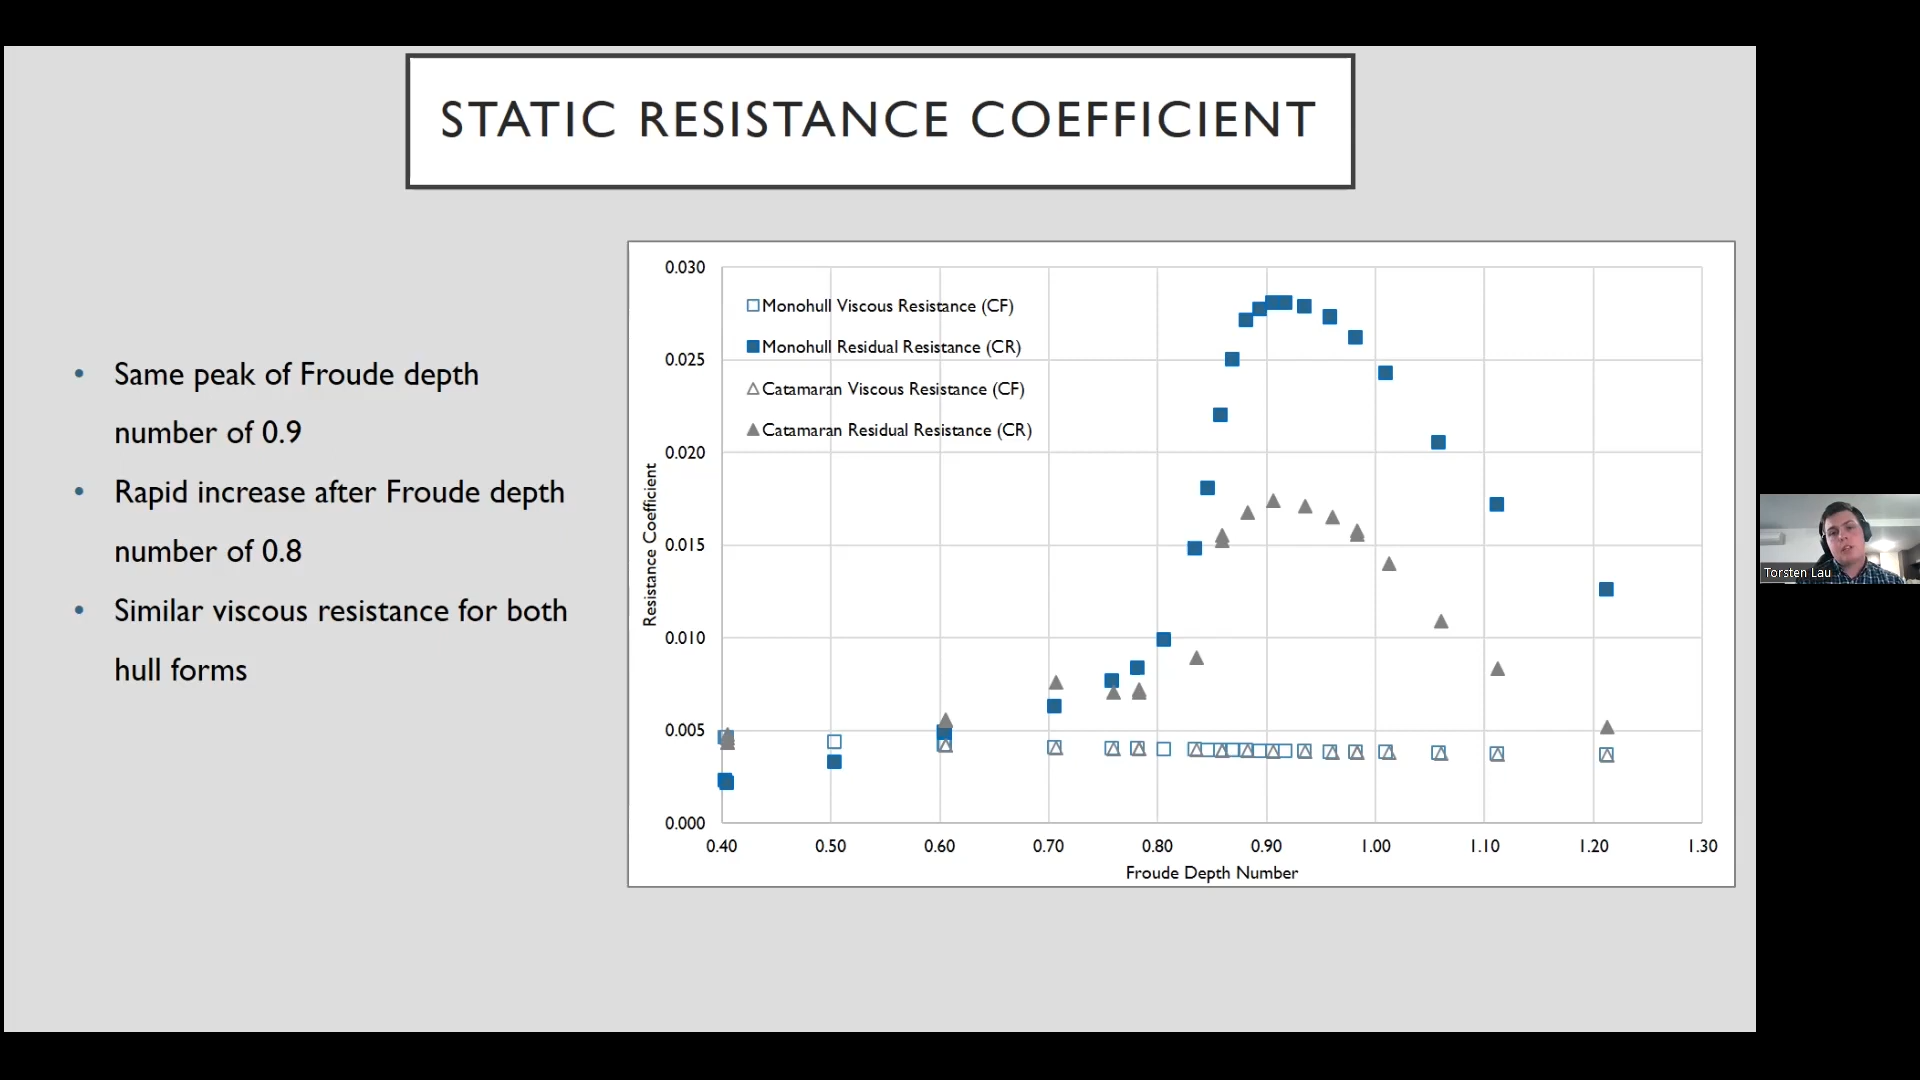 STATIC RESISTANCE COEFFICIENT
• Same peak of Froude depth
number of 0.9
• Rapid increase after Froude depth
number of 0.8
• Similar viscous resistance for both
hull forms
0.030
0.025
0.020
0.015
0.010
0.005
0.000
Resistance Coefficient
Monohull Viscous Resistance (CF)
Monohull Residual Resistance (CR)
Catamaran Viscous Resistance (CF)
Catamaran Residual Resistance (CR)
0.40 0.50 0.60 0.70 0.80 0.90 1.00 1.10 1.20 1.30
Froude Depth Number
Torsten Lau